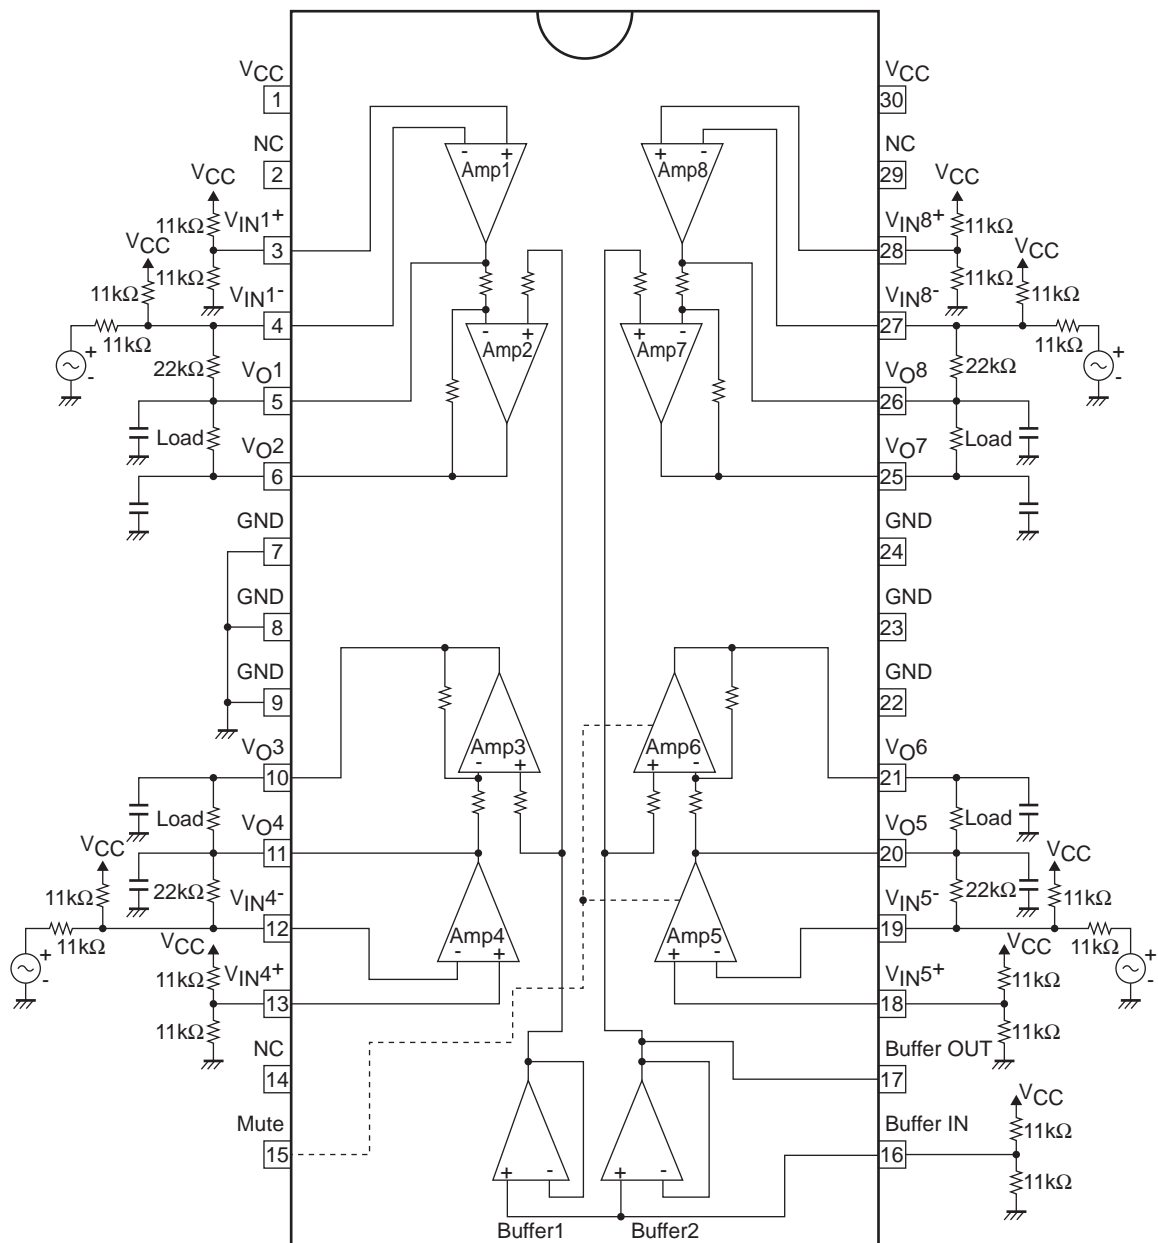 VCC
1
NC
2
VCC
11kΩ
VIN1+
3
VCC
11kΩ
11kΩ
VIN1-
4
+
-
11kΩ
22kΩ
VO1
5
Load
VO2
6
GND
7
GND
8
GND
9
VO3
10
Load
VO4
11
VCC
11kΩ
22kΩ
VIN4-
12
+
-
11kΩ
VCC
11kΩ
VIN4+
13
11kΩ
NC
14
Mute
15
- +
Amp1
- +
Amp2
Amp3
- +
Amp4
- +
+ -
Buffer1
+ -
Amp8
+ -
Amp7
Amp6
+ -
Amp5
+ -
+ -
Buffer2
VCC
30
NC
29
VCC
VIN8+
11kΩ
28
VCC
11kΩ
11kΩ
VIN8-
27
11kΩ
+
-
22kΩ
VO8
26
Load
VO7
25
GND
24
GND
23
GND
22
VO6
21
Load
VO5
20
VCC
11kΩ
22kΩ
VIN5-
19
11kΩ
+
-
VCC
VIN5+
11kΩ
18
11kΩ
Buffer OUT
17
VCC
Buffer IN
11kΩ
16
11kΩ